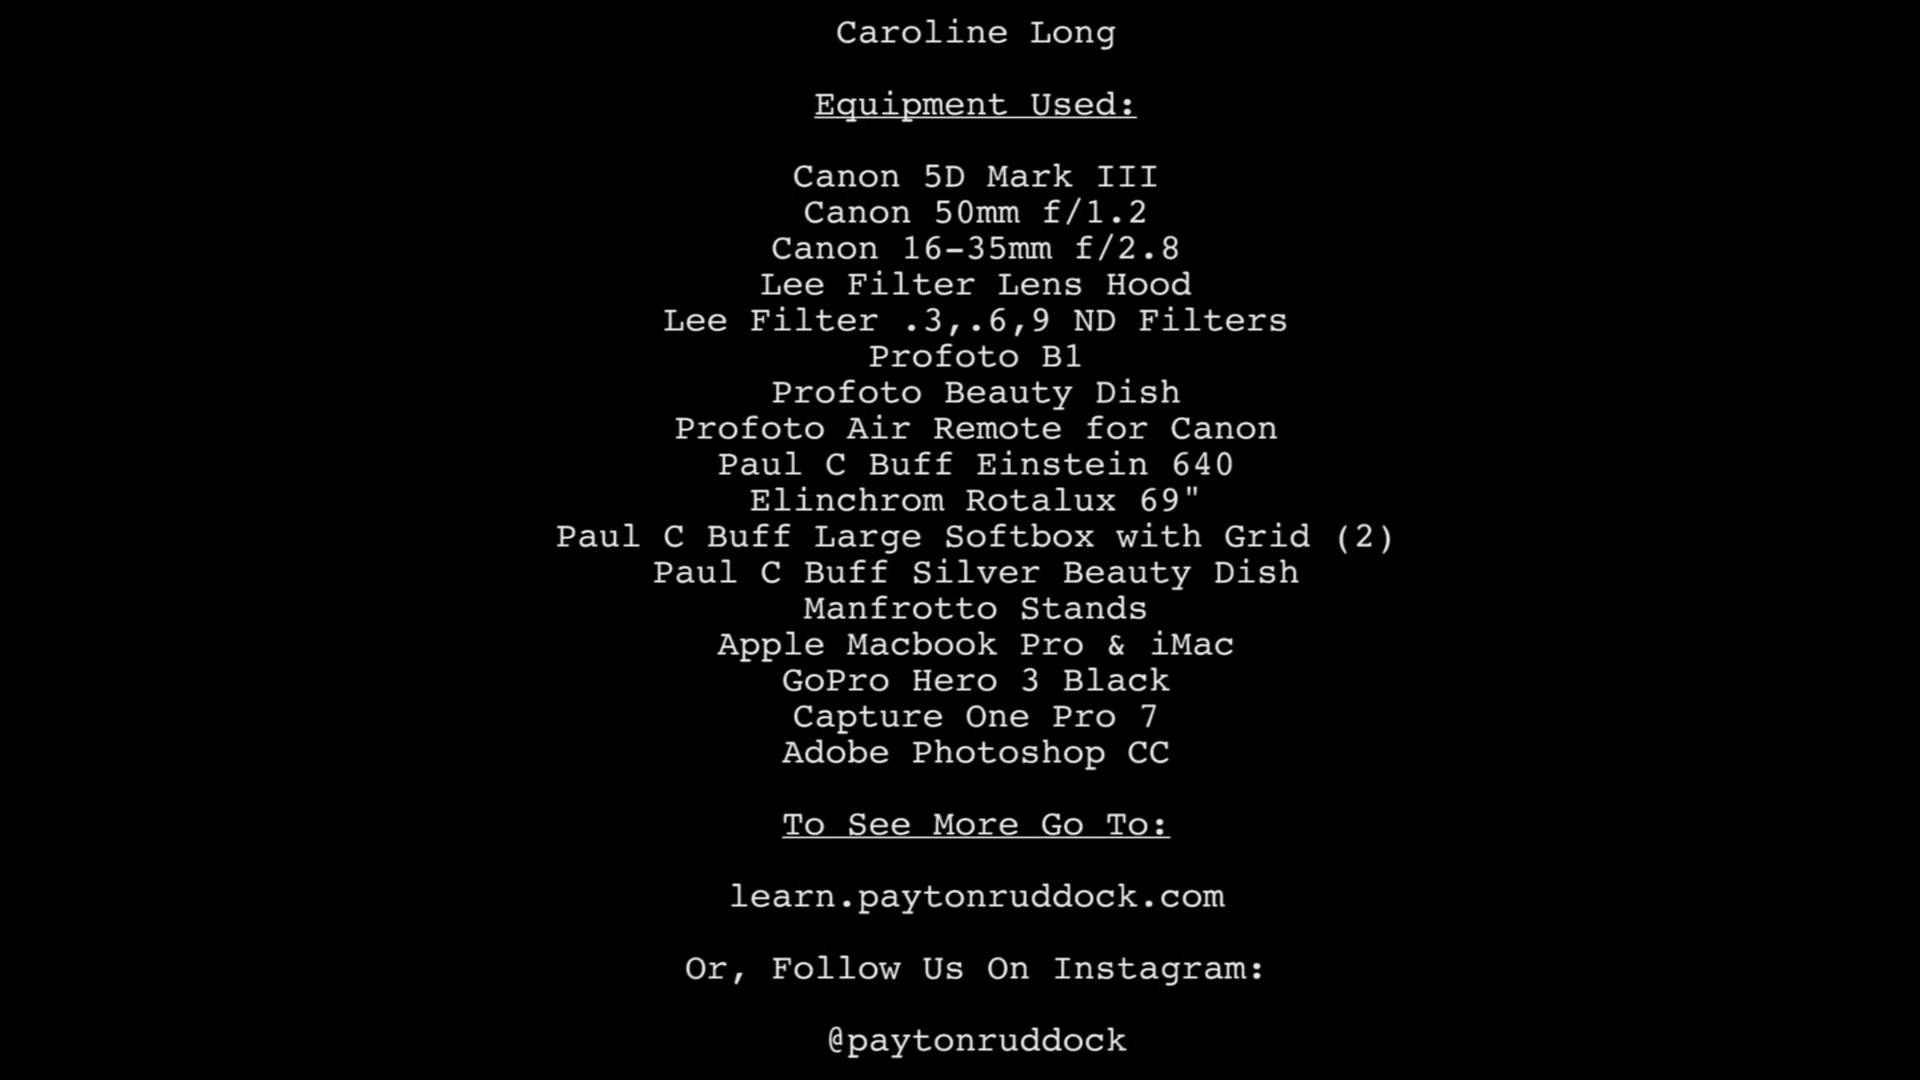 Caroline Long
Equipment Used:
Canon 5D Mark III
Canon 50mm f/1.2
Canon 16-35mm f/2.8
Lee Filter Lens Hood
Lee Filter .3,.6,9 ND Filters
Profoto B1
Profoto Beauty Dish
Profoto Air Remote for Canon
Paul C Buff Einstein 640
Elinchrom Rotalux 69"
Paul C Buff Large Softbox with Grid (2)
Paul C Buff Silver Beauty Dish
Manfrotto Stands
Apple Macbook Pro & iMac
GoPro Hero 3 Black
Capture One Pro 7
Adobe Photoshop CC
To See More Go To:
learn.paytonruddock.com
Or, Follow Us On Instagram:
@paytonruddock